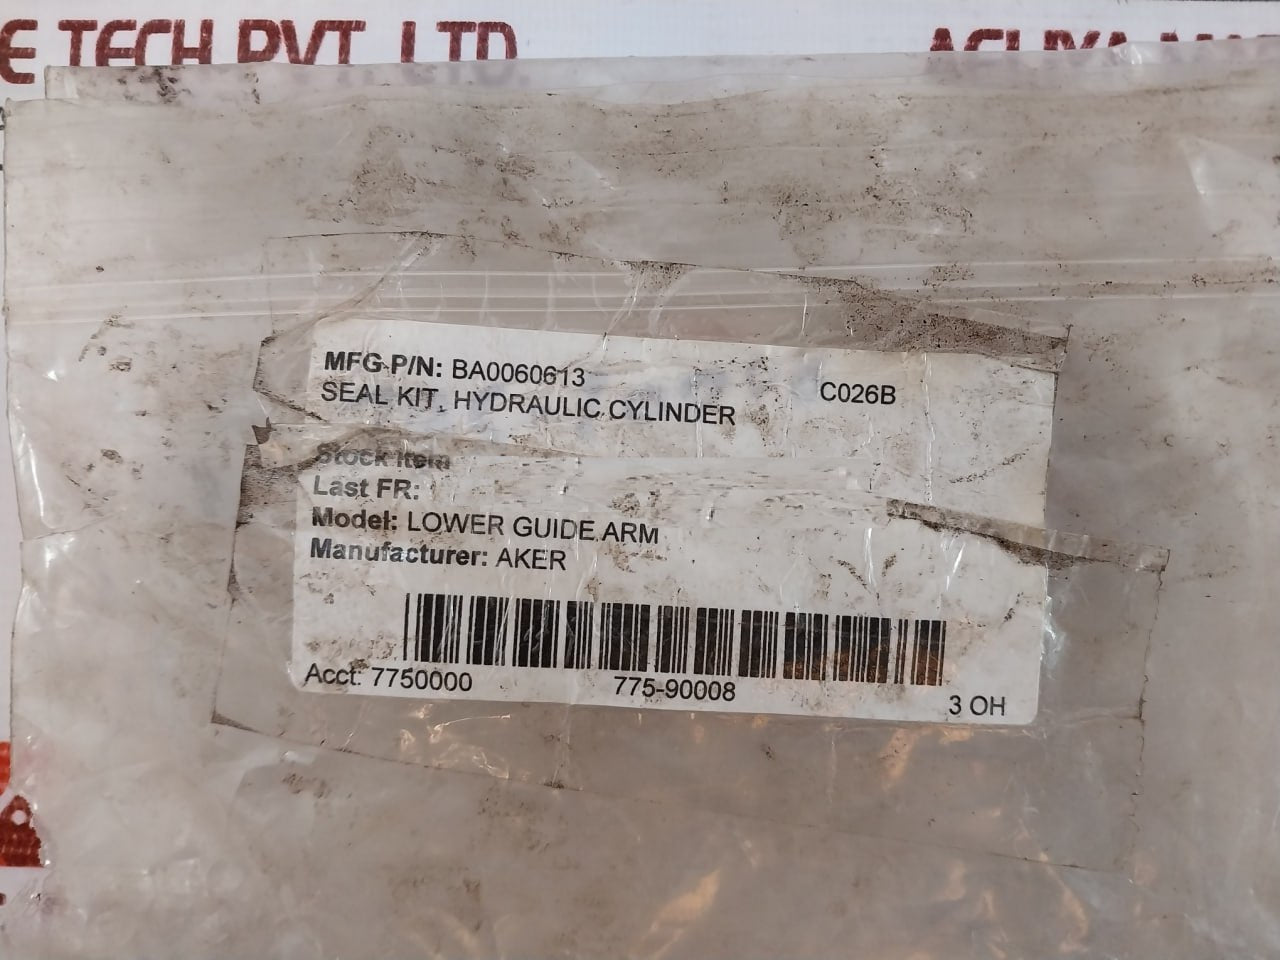 E TECH PVT. LTD.
MFG-P/N: BA0060613
C026B
SEAL KIT, HYDRAULIC CYLINDER
Stock Item
Last FR:
Model: LOWER GUIDE ARM
Manufacturer: AKER
Acct: 7750000
775-90008
3 OH